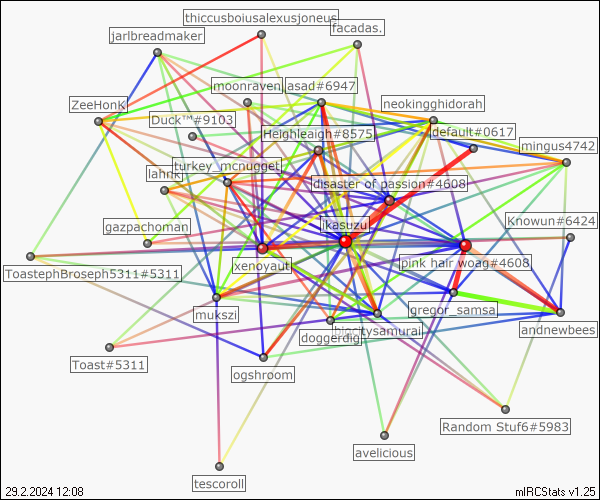 thiccusboiusalexusjoneus
facadas.
jarlbreadmaker
moonraven
asad#6947
ZeeHonk
neokingghidorah
Duck™#9103
Heighleaigh#8575
default#0617
mingus4742
turkey_mcnugget
lahnk
disaster of passion#4608
gazpachoman
jkasuzu
Knowun#6424
xenoyaut
pink hair woag#4608
ToastephBroseph5311#5311
mukszi
gregor_samsa
doggerdigi
bigcitysamurai
andnewbees
Toast#5311
ogshroom
Random Stuf6#5983
avelicious
tescoroll
29.2.2024 12:08
mIRCStats v1.25